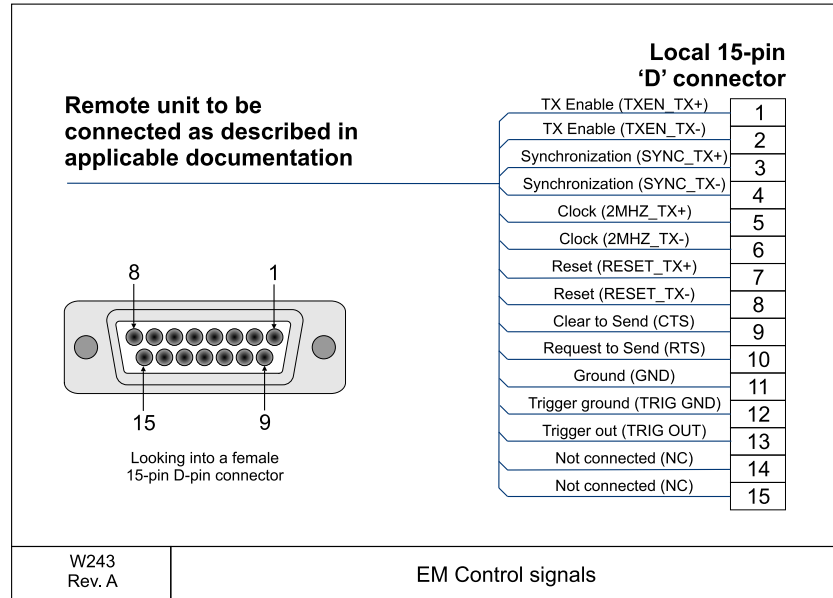 Local 15-pin
‘D’ connector
Remote unit to be
connected as described in
applicable documentation
TX Enable (TXEN_TX+) 1
TX Enable (TXEN_TX-) 2
Synchronization (SYNC_TX+) 3
Synchronization (SYNC_TX-) 4
Clock (2MHZ_TX+) 5
Clock (2MHZ_TX-) 6
Reset (RESET_TX+) 7
Reset (RESET_TX-) 8
Clear to Send (CTS) 9
Request to Send (RTS) 10
Ground (GND) 11
Trigger ground (TRIG GND) 12
Trigger out (TRIG OUT) 13
Not connected (NC) 14
Not connected (NC) 15
8 1
15 9
Looking into a female
15-pin D-pin connector
W243
Rev. A
EM Control signals